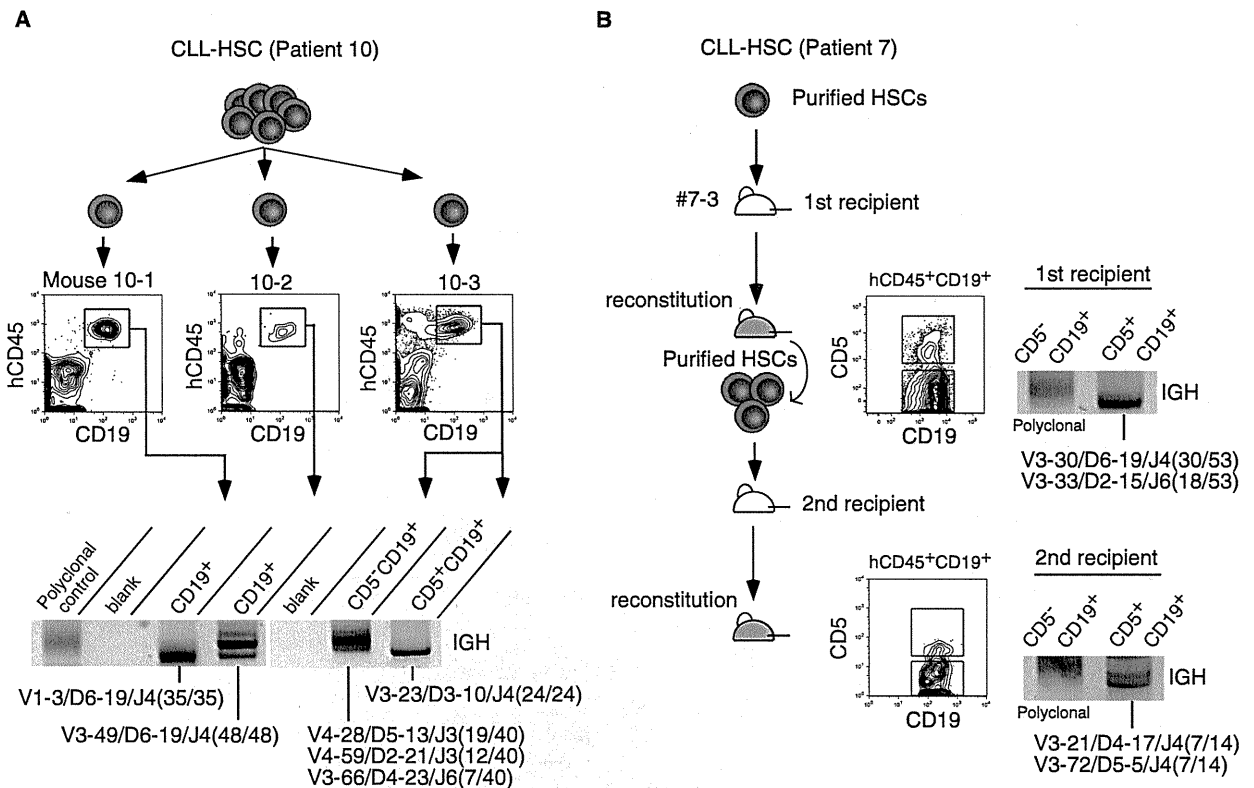 A
CLL-HSC (Patient 10)
Mouse 10-1
10-2
10-3
hCD45
CD19
hCD45
CD19
hCD45
CD19
Polyclonal control
blank
CD19+
CD19+
blank
CD5-CD19+
CD5+CD19+
IGH
V1-3/D6-19/J4(35/35)
V3-49/D6-19/J4(48/48)
V3-23/D3-10/J4(24/24)
V4-28/D5-13/J3(19/40)
V4-59/D2-21/J3(12/40)
V3-66/D4-23/J6(7/40)
B
CLL-HSC (Patient 7)
Purified HSCs
#7-3
1st recipient
reconstitution
Purified HSCs
2nd recipient
reconstitution
hCD45+CD19+
CD5
CD19
1st recipient
CD5-
CD19+
CD5+
CD19+
IGH
Polyclonal
V3-30/D6-19/J4(30/53)
V3-33/D2-15/J6(18/53)
hCD45+CD19+
CD5
CD19
2nd recipient
CD5-
CD19+
CD5+
CD19+
IGH
Polyclonal
V3-21/D4-17/J4(7/14)
V3-72/D5-5/J4(7/14)